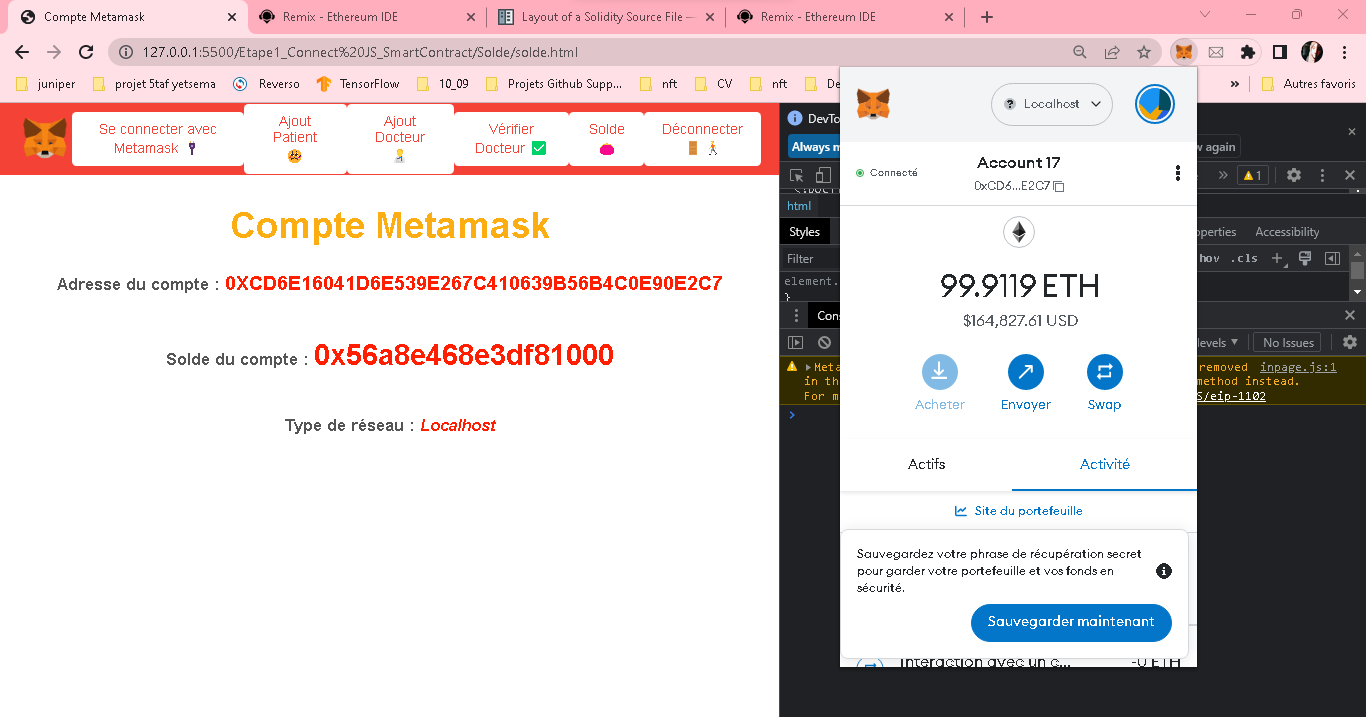 Compte Metamask
Remix - Ethereum IDE
Layout of a Solidity Source File —
Remix - Ethereum IDE
127.0.0.1:5500/Etape1_Connect%20JS_SmartContract/Solde/solde.html
juniper
projet 5taf yetsema
Reverso
TensorFlow
10_09
Projets Github Supp...
nft
CV
nft
»
Autres favoris
Se connecter avec
Metamask
Ajout
Patient
Ajout
Docteur
Vérifier
Docteur
Solde
Déconnecter
Compte Metamask
Adresse du compte : 0XCD6E16041D6E539E267C410639B56B4C0E90E2C7
Solde du compte : 0x56a8e468e3df81000
Type de réseau : Localhost
Localhost
Connecté
Account 17
0xCD6...E2C7
99.9119 ETH
$164,827.61 USD
Acheter
Envoyer
Swap
Actifs
Activité
Site du portefeuille
Sauvegardez votre phrase de récupération secret
pour garder votre portefeuille et vos fonds en
sécurité.
Sauvegarder maintenant
Interaction avec un c...
-0 ETH
DevTo
Always m
w again
» 1
html
Styles
operties
Accessibility
Filter
hov .cls
element.
}
Con
levels
No Issues
Meta
removed inpage.js:1
in th
method instead.
For m
S/eip-1102